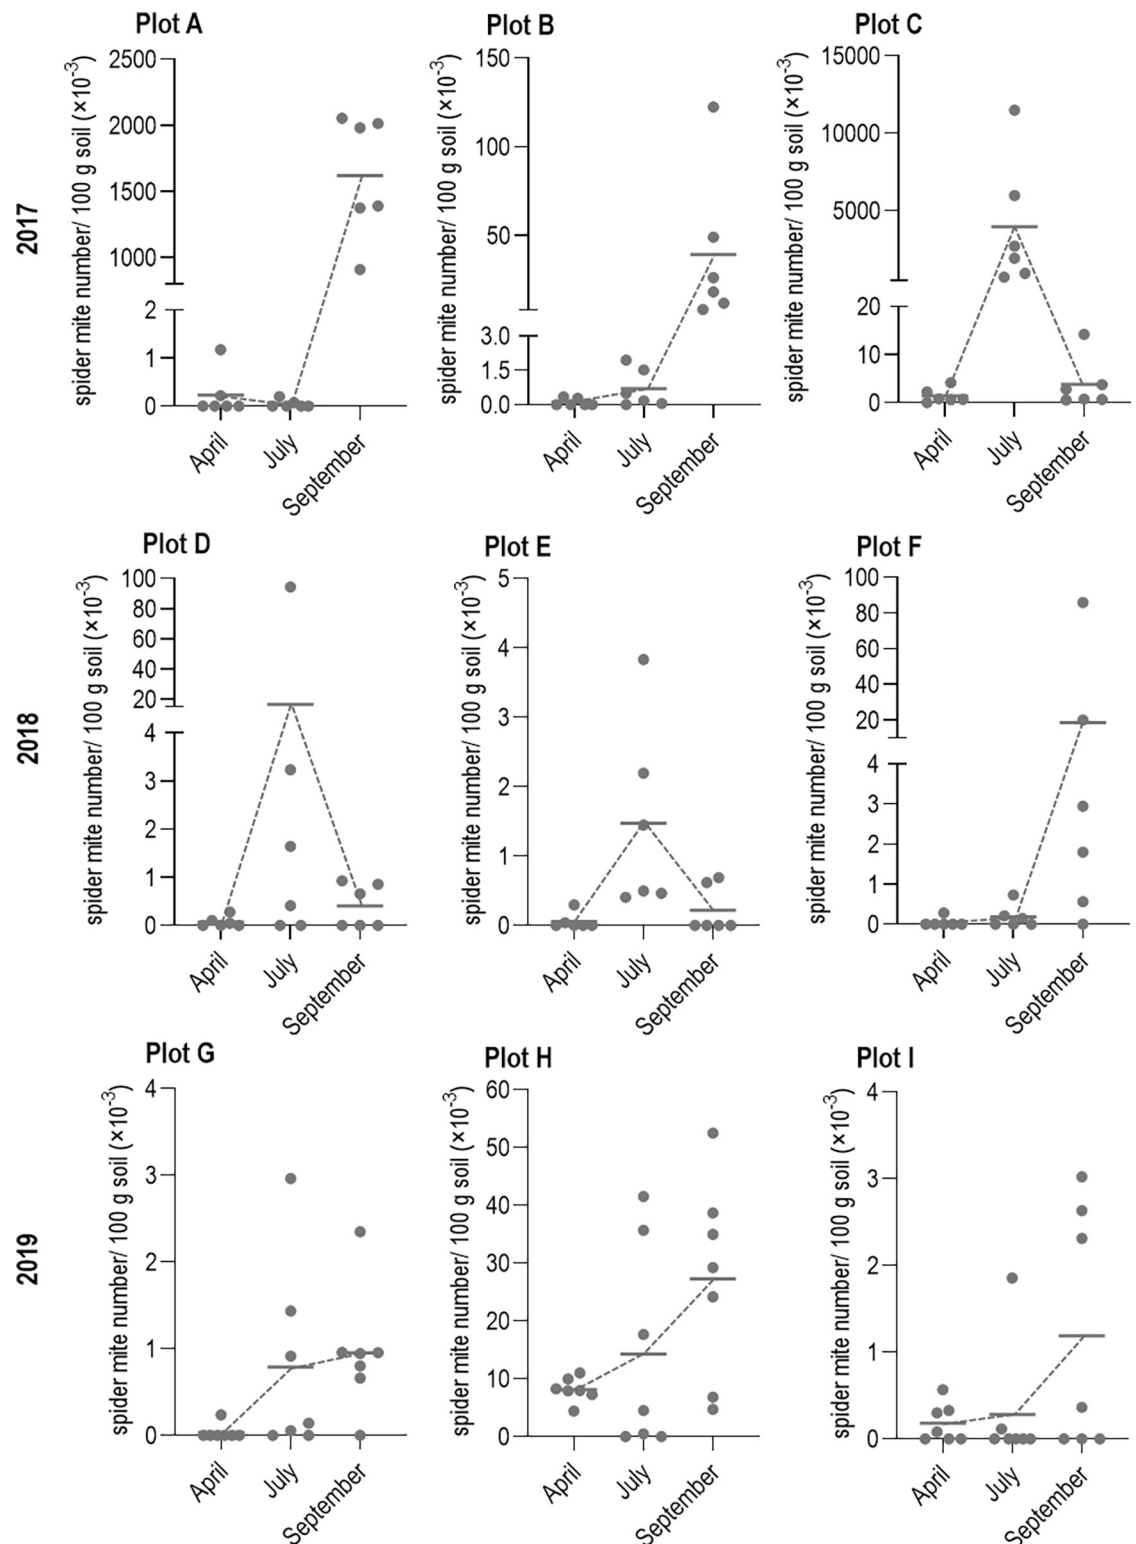 Plot A
Plot B
Plot C
2017
spider mite number/ 100 g soil (×10⁻³)
2500
2000
1500
1000
2
1
0
April
July
September
spider mite number/ 100 g soil (×10⁻³)
150
100
50
3.0
1.5
0.0
April
July
September
spider mite number/ 100 g soil (×10⁻³)
15000
10000
5000
20
10
0
April
July
September
Plot D
Plot E
Plot F
2018
spider mite number/ 100 g soil (×10⁻³)
100
80
60
40
20
4
3
2
1
0
April
July
September
spider mite number/ 100 g soil (×10⁻³)
5
4
3
2
1
0
April
July
September
spider mite number/ 100 g soil (×10⁻³)
100
80
60
40
20
4
3
2
1
0
April
July
September
Plot G
Plot H
Plot I
2019
spider mite number/ 100 g soil (×10⁻³)
4
3
2
1
0
April
July
September
spider mite number/ 100 g soil (×10⁻³)
60
50
40
30
20
10
0
April
July
September
spider mite number/ 100 g soil (×10⁻³)
4
3
2
1
0
April
July
September